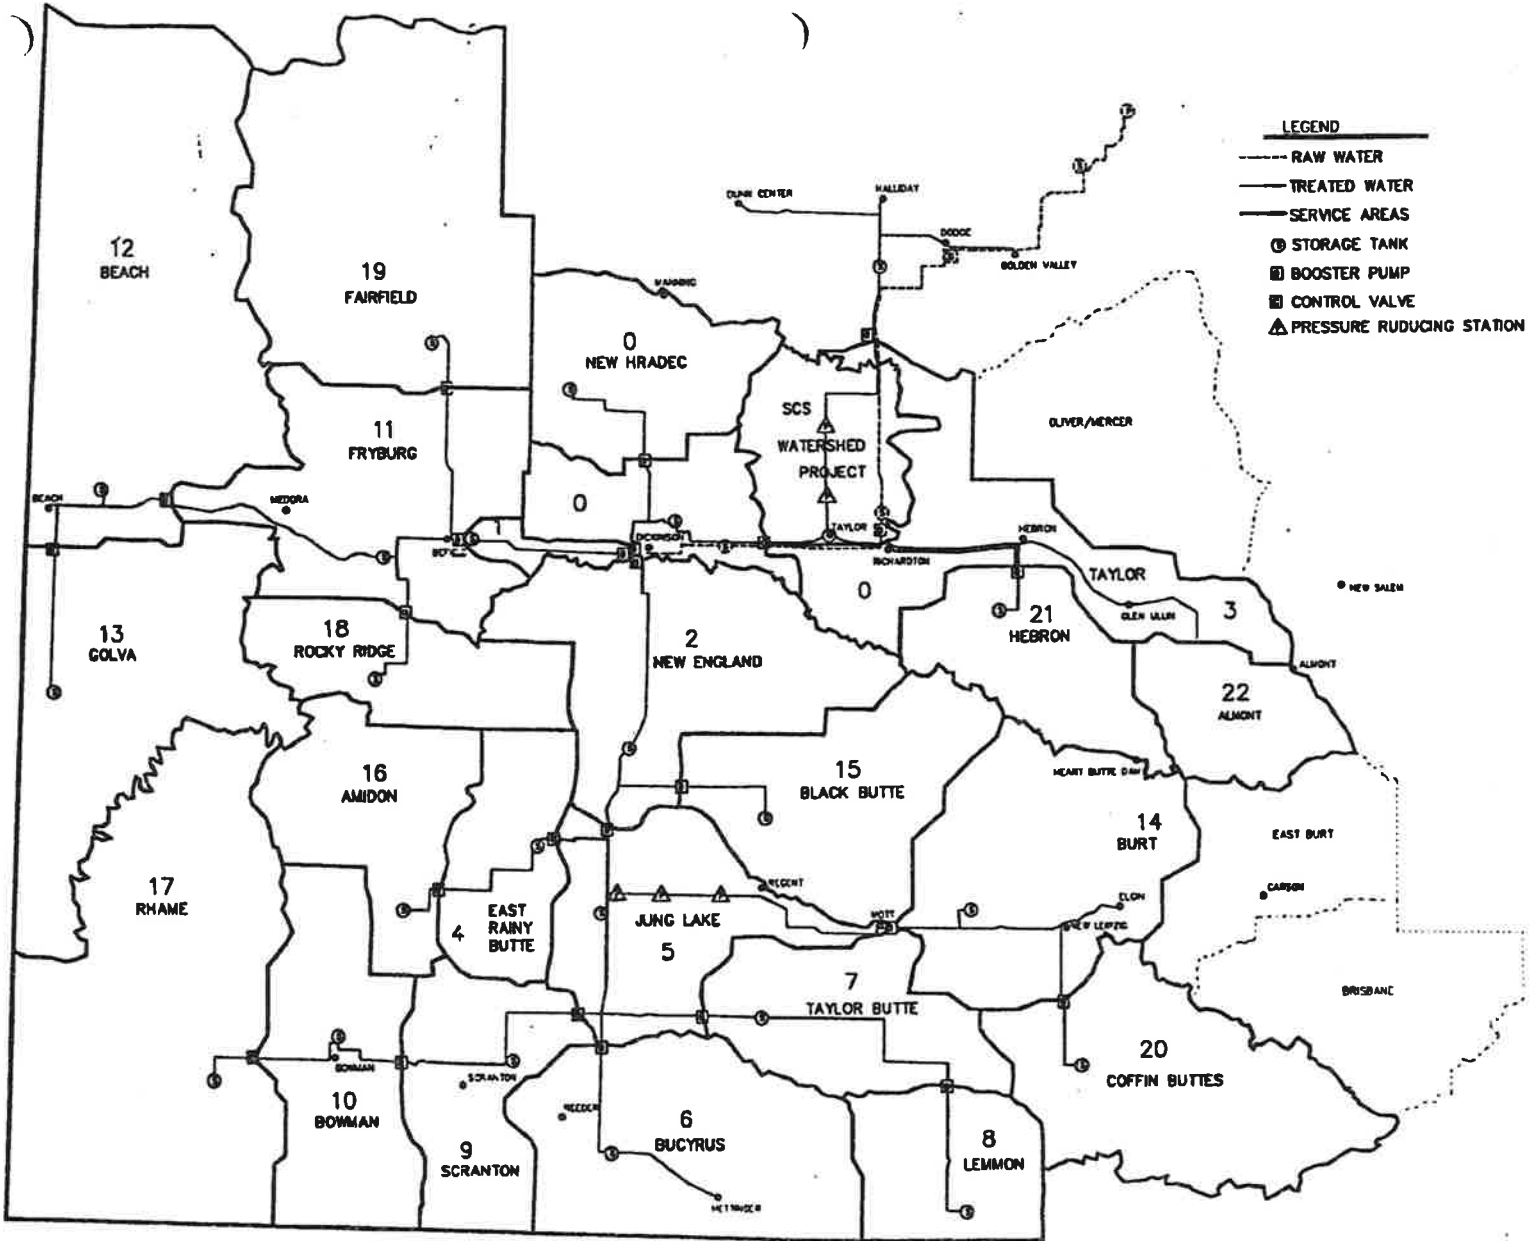 LEGEND
RAW WATER
TREATED WATER
SERVICE AREAS
S STORAGE TANK
BOOSTER PUMP
CONTROL VALVE
PRESSURE RUDUCING STATION
DUNN CENTER
HALLIDAY
DODGE
GOLDEN VALLEY
12
BEACH
19
FAIRFIELD
MANNING
0
NEW HRADEC
OLIVER/MERCER
SCS
WATERSHED
PROJECT
11
FRYBURG
0
BEACH
MEDORA
BELFIELD
DICKINSON
TAYLOR
RICHARDTON
HEBRON
TAYLOR
3
NEW SALEM
0
GLEN ULLIN
21
HEBRON
13
GOLVA
18
ROCKY RIDGE
2
NEW ENGLAND
ALMONT
22
ALMONT
16
AMIDON
15
BLACK BUTTE
HEART BUTTE DAM
14
BURT
EAST BURT
17
RHAME
REGENT
CARSON
ELGIN
4
EAST
RAINY
BUTTE
JUNG LAKE
5
MOTT
NEW LEIPZIG
7
TAYLOR BUTTE
BRISBANE
BOWMAN
10
BOWMAN
SCRANTON
20
COFFIN BUTTES
REEDER
6
BUCYRUS
9
SCRANTON
8
LEMMON
HETTINGER